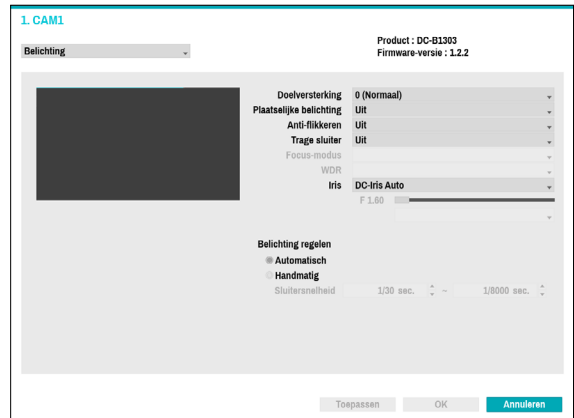 1. CAM1
Belichting
Product : DC-B1303
Firmware-versie : 1.2.2
Doelversterking 0 (Normaal)
Plaatselijke belichting Uit
Anti-flikkeren Uit
Trage sluiter Uit
Focus-modus
WDR
Iris DC-Iris Auto
F 1.60
Belichting regelen
Automatisch
Handmatig
Sluitersnelheid 1/30 sec. ~ 1/8000 sec.
Toepassen OK Annuleren